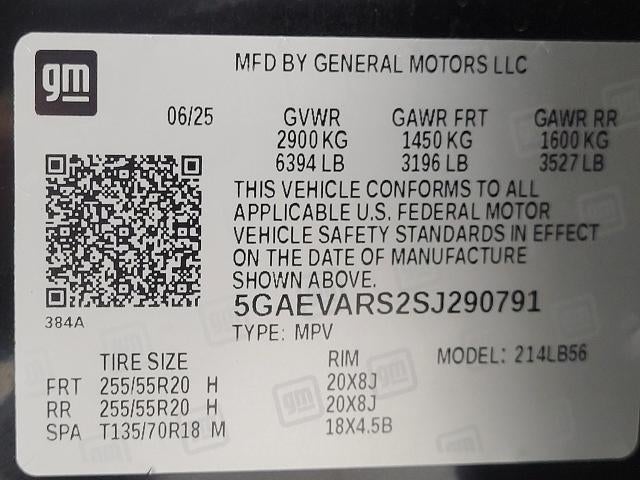 gm
MFD BY GENERAL MOTORS LLC
06/25 GVWR GAWR FRT GAWR RR
2900 KG 1450 KG 1600KG
6394 LB 3196 LB 3527 LB
THIS VEHICLE CONFORMS TO ALL
APPLICABLE U.S. FEDERAL MOTOR
VEHICLE SAFETY STANDARDS IN EFFECT
ON THE DATE OF MANUFACTURE
SHOWN ABOVE.
5GAEVARS2SJ290791
384A
TYPE: MPV
TIRE SIZE RIM MODEL: 214LB56
FRT 255/55R20 H 20X8J
RR 255/55R20 H 20X8J
SPA T135/70R18 M 18X4.5B